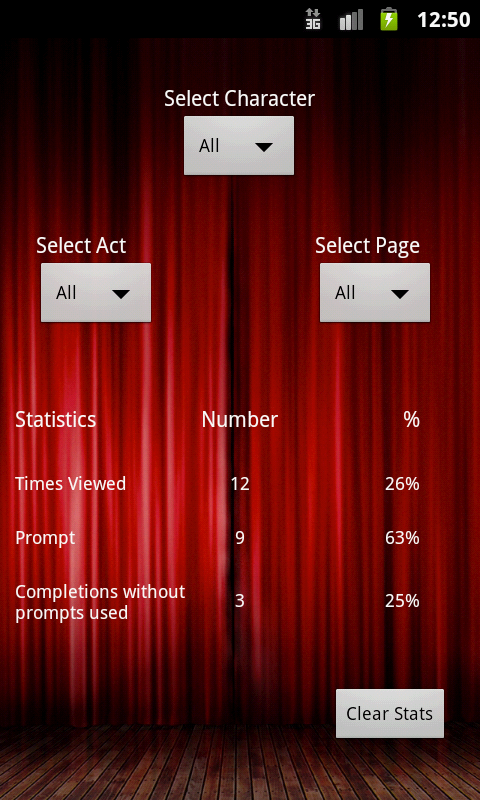 3G 12:50
Select Character
All
Select Act Select Page
All All
Statistics Number %
Times Viewed 12 26%
Prompt 9 63%
Completions without
prompts used 3 25%
Clear Stats